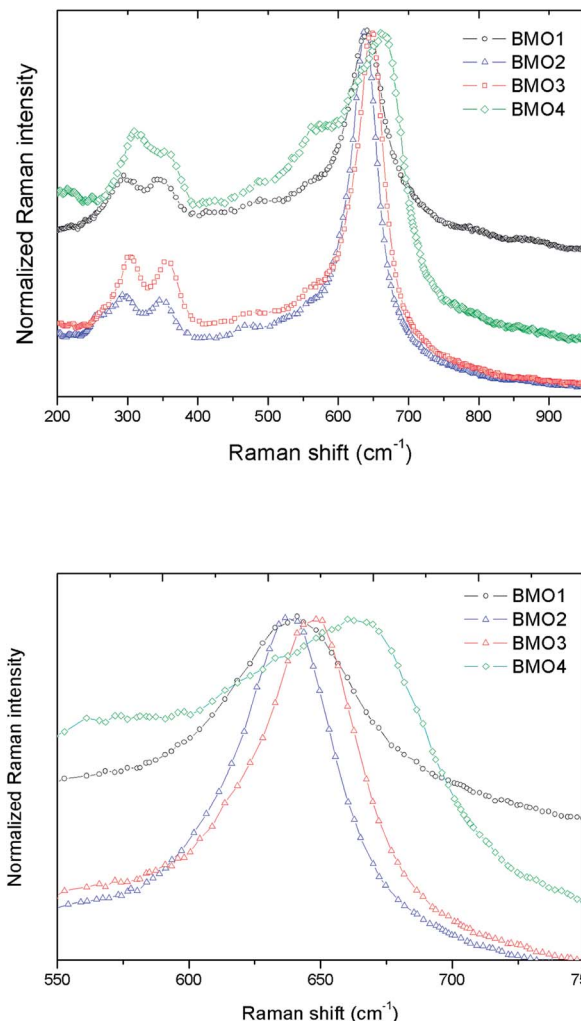 BMO1
BMO2
BMO3
BMO4
Normalized Raman intensity
200 300 400 500 600 700 800 900
Raman shift (cm-1)
BMO1
BMO2
BMO3
BMO4
Normalized Raman intensity
550 600 650 700
Raman shift (cm-1)